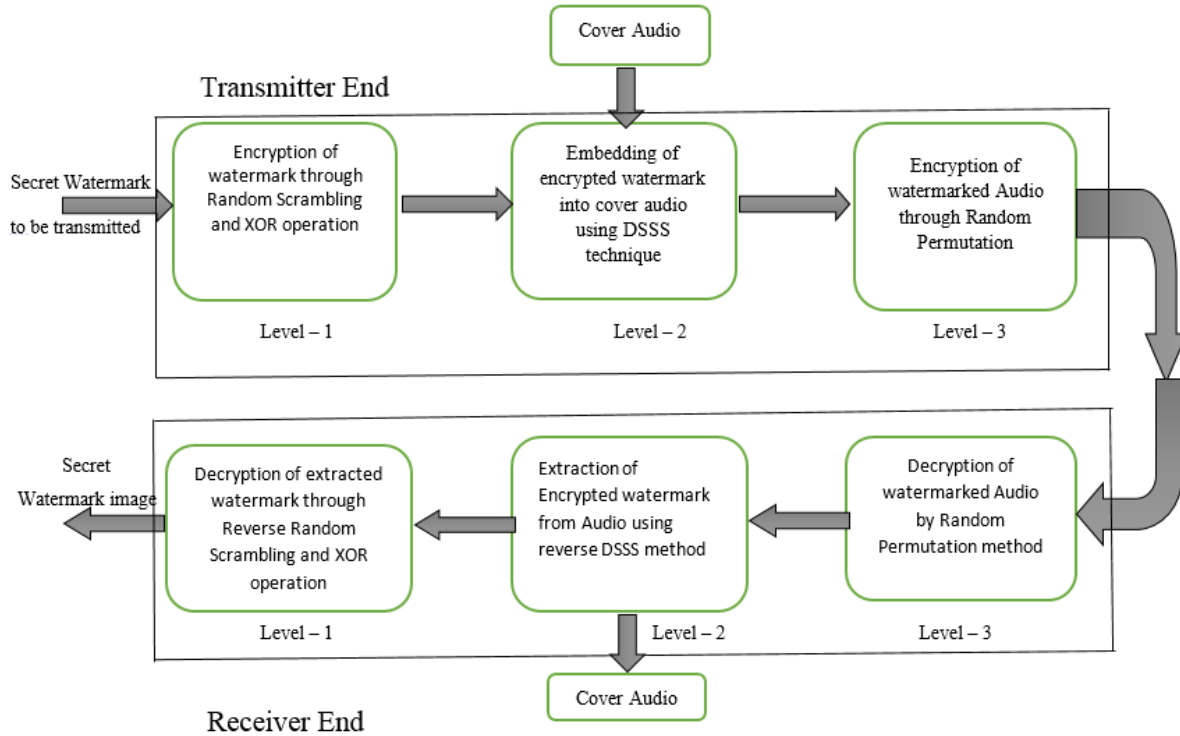 Cover Audio
Transmitter End
Secret Watermark
to be transmitted
Encryption of
watermark through
Random Scrambling
and XOR operation
Level – 1
Embedding of
encrypted watermark
into cover audio
using DSSS
technique
Level – 2
Encryption of
watermarked Audio
through Random
Permutation
Level – 3
Decryption of
watermarked Audio
by Random
Permutation method
Level – 3
Extraction of
Encrypted watermark
from Audio using
reverse DSSS method
Level – 2
Cover Audio
Decryption of extracted
watermark through
Reverse Random
Scrambling and XOR
operation
Level – 1
Secret
Watermark image
Receiver End